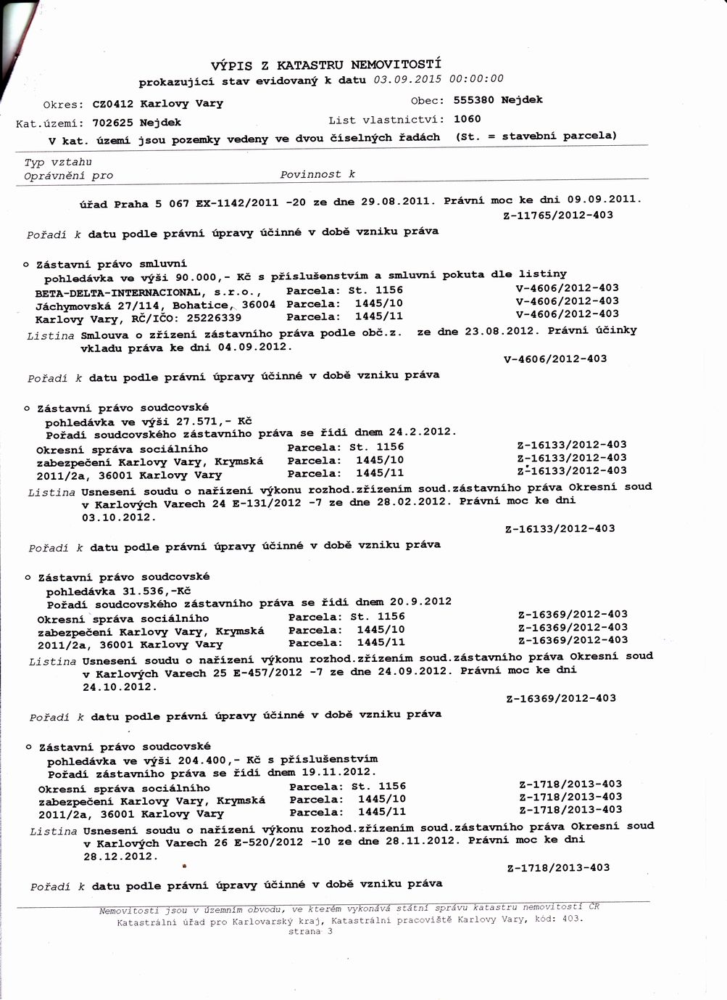 VÝPIS Z KATASTRU NEMOVITOSTÍ
prokazující stav evidovaný k datu 03.09.2015 00:00:00
Okres: CZ0412 Karlovy Vary Obec: 555380 Nejdek
Kat.území: 702625 Nejdek List vlastnictví: 1060
V kat. území jsou pozemky vedeny ve dvou číselných řadách (St. = stavební parcela)
Typ vztahu
Oprávnění pro Povinnost k
úřad Praha 5 067 EX-1142/2011 -20 ze dne 29.08.2011. Právní moc ke dni 09.09.2011.
Z-11765/2012-403
Pořadí k datu podle právní úpravy účinné v době vzniku práva
o Zástavní právo smluvní
pohledávka ve výši 90.000,- Kč s příslušenstvím a smluvní pokuta dle listiny
BETA-DELTA-INTERNACIONAL, s.r.o., Parcela: St. 1156 V-4606/2012-403
Jáchymovská 27/114, Bohatice, 36004 Parcela: 1445/10 V-4606/2012-403
Karlovy Vary, RČ/IČO: 25226339 Parcela: 1445/11 V-4606/2012-403
Listina Smlouva o zřízení zástavního práva podle obč.z. ze dne 23.08.2012. Právní účinky
vkladu práva ke dni 04.09.2012.
V-4606/2012-403
Pořadí k datu podle právní úpravy účinné v době vzniku práva
o Zástavní právo soudcovské
pohledávka ve výši 27.571,- Kč
Pořadí soudcovského zástavního práva se řídí dnem 24.2.2012.
Okresní správa sociálního Parcela: St. 1156 Z-16133/2012-403
zabezpečení Karlovy Vary, Krymská Parcela: 1445/10 Z-16133/2012-403
2011/2a, 36001 Karlovy Vary Parcela: 1445/11 Z-16133/2012-403
Listina Usnesení soudu o nařízení výkonu rozhod.zřízením soud.zástavního práva Okresní soud
v Karlových Varech 24 E-131/2012 -7 ze dne 28.02.2012. Právní moc ke dni
03.10.2012.
Z-16133/2012-403
Pořadí k datu podle právní úpravy účinné v době vzniku práva
o Zástavní právo soudcovské
pohledávka 31.536,-Kč
Pořadí soudcovského zástavního práva se řídí dnem 20.9.2012
Okresní správa sociálního Parcela: St. 1156 Z-16369/2012-403
zabezpečení Karlovy Vary, Krymská Parcela: 1445/10 Z-16369/2012-403
2011/2a, 36001 Karlovy Vary Parcela: 1445/11 Z-16369/2012-403
Listina Usnesení soudu o nařízení výkonu rozhod.zřízením soud.zástavního práva Okresní soud
v Karlových Varech 25 E-457/2012 -7 ze dne 24.09.2012. Právní moc ke dni
24.10.2012.
Z-16369/2012-403
Pořadí k datu podle právní úpravy účinné v době vzniku práva
o Zástavní právo soudcovské
pohledávka ve výši 204.400,- Kč s příslušenstvím
Pořadí zástavního práva se řídí dnem 19.11.2012.
Okresní správa sociálního Parcela: St. 1156 Z-1718/2013-403
zabezpečení Karlovy Vary, Krymská Parcela: 1445/10 Z-1718/2013-403
2011/2a, 36001 Karlovy Vary Parcela: 1445/11 Z-1718/2013-403
Listina Usnesení soudu o nařízení výkonu rozhod.zřízením soud.zástavního práva Okresní soud
v Karlových Varech 26 E-520/2012 -10 ze dne 28.11.2012. Právní moc ke dni
28.12.2012.
Z-1718/2013-403
Pořadí k datu podle právní úpravy účinné v době vzniku práva
Nemovitosti jsou v územním obvodu, ve kterém vykonává státní správu katastru nemovitostí ČR
Katastrální úřad pro Karlovarský kraj, Katastrální pracoviště Karlovy Vary, kód: 403.
strana 3